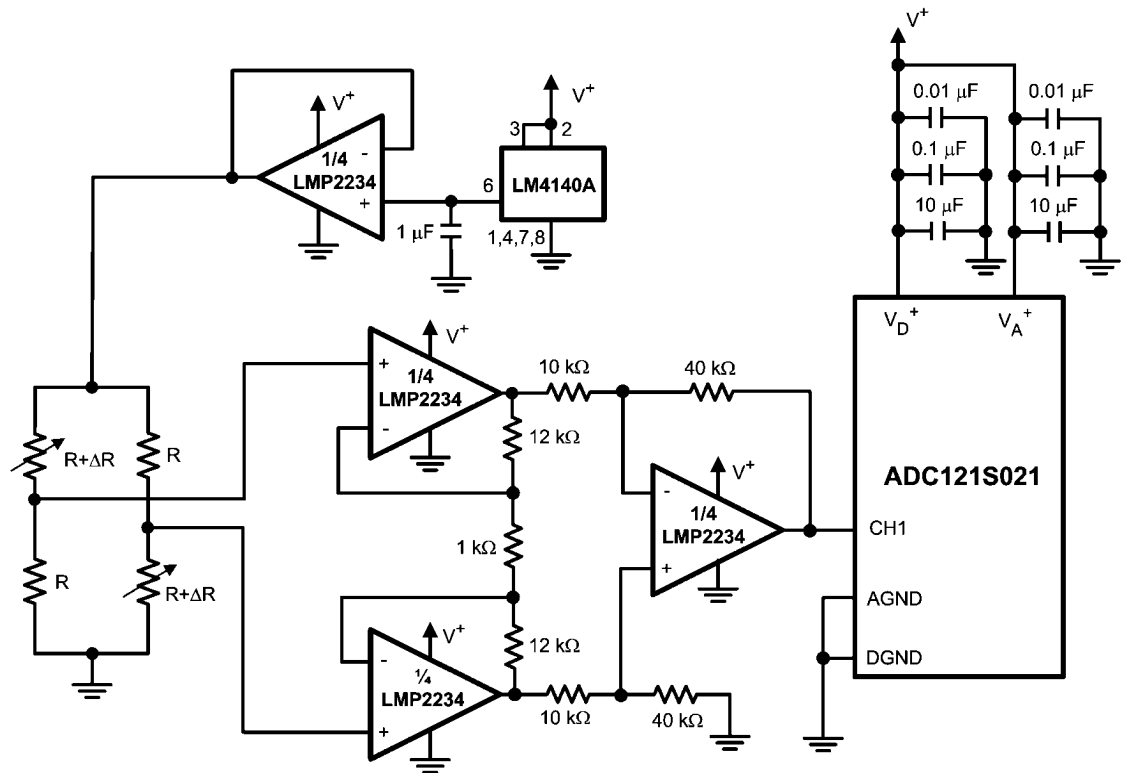 V+
V+
1/4
LMP2234
-
+
3
2
6
LM4140A
1,4,7,8
1 µF
V+
0.01 µF
0.01 µF
0.1 µF
0.1 µF
10 µF
10 µF
VD+
VA+
ADC121S021
CH1
AGND
DGND
R+ΔR
R
R
R+ΔR
V+
+
1/4
LMP2234
-
10 kΩ
40 kΩ
12 kΩ
1 kΩ
12 kΩ
V+
-
1/4
LMP2234
+
V+
-
¼
LMP2234
+
10 kΩ
40 kΩ